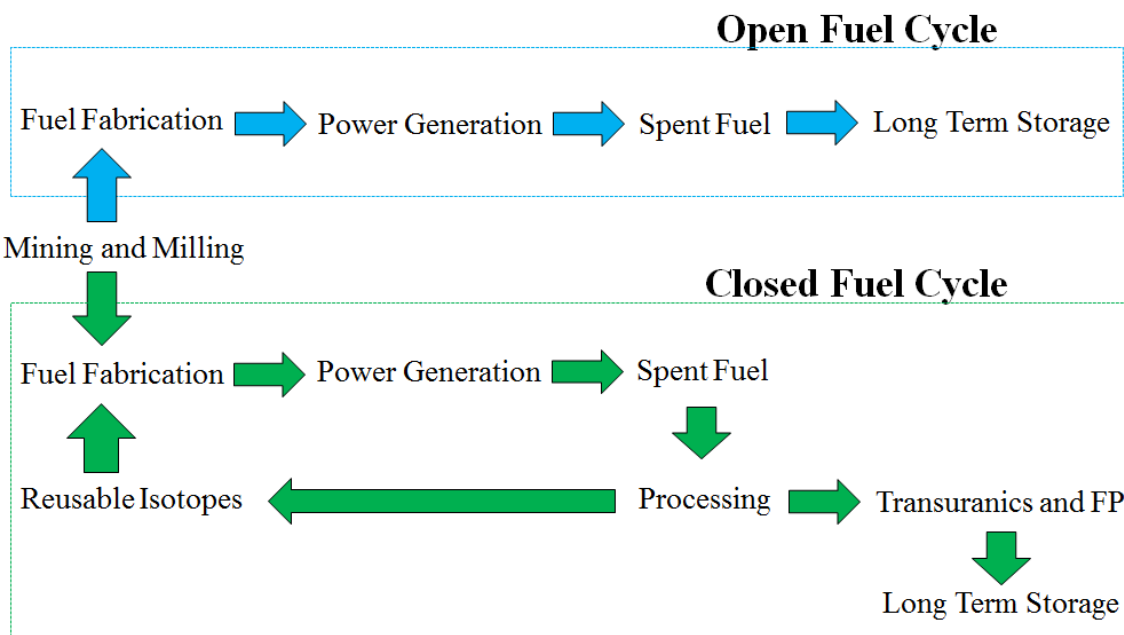 Open Fuel Cycle
Fuel Fabrication
Power Generation
Spent Fuel
Long Term Storage
Mining and Milling
Closed Fuel Cycle
Fuel Fabrication
Power Generation
Spent Fuel
Reusable Isotopes
Processing
Transuranics and FP
Long Term Storage